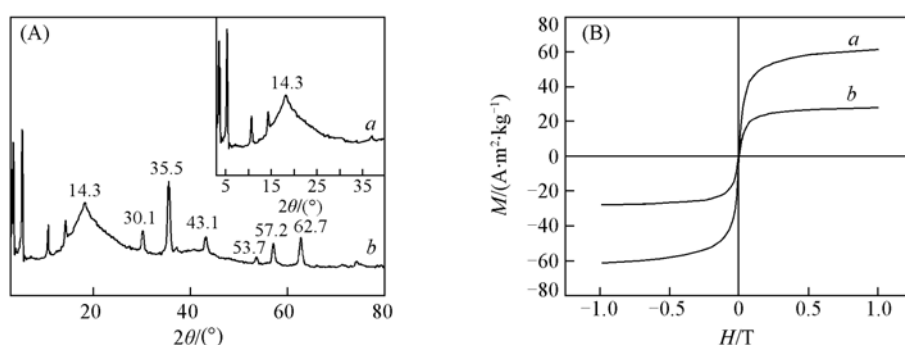 (A)
14.3
a
5 15 25 35
2θ/(°)
35.5
14.3
30.1
43.1
53.7
57.2
62.7
b
20 40 60 80
2θ/(°)
(B)
80
60
40
20
0
−20
−40
−60
−80
M/(A·m²·kg⁻¹)
a
b
−1.0 −0.5 0 0.5 1.0
H/T